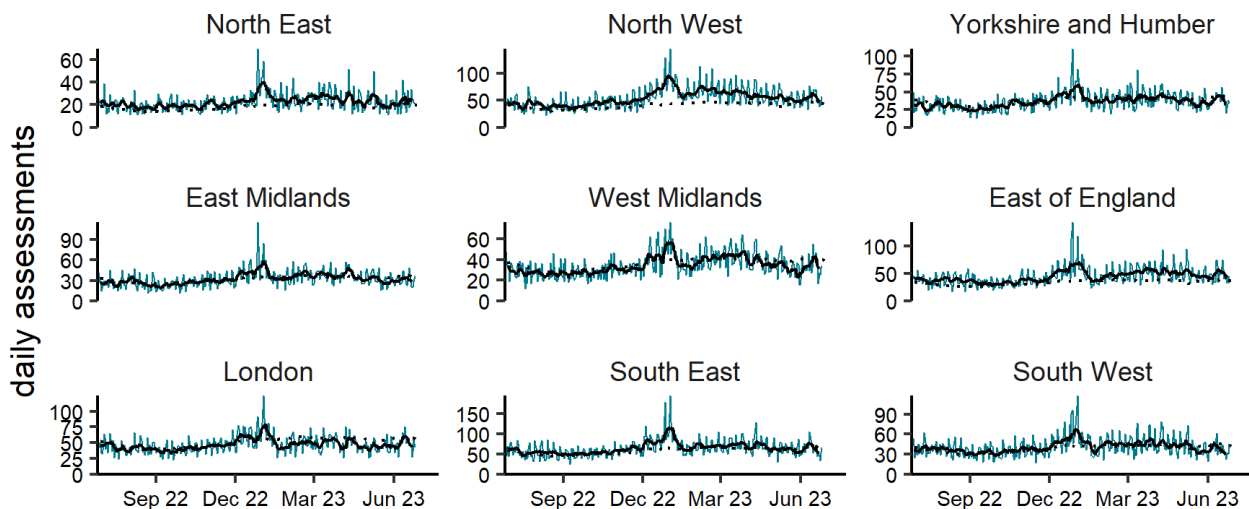 daily assessments
North East
60
40
20
0
North West
100
50
0
Yorkshire and Humber
100
75
50
25
0
East Midlands
90
60
30
0
West Midlands
60
40
20
0
East of England
100
50
0
London
100
75
50
25
0
South East
150
100
50
0
South West
90
60
30
0
Sep 22 Dec 22 Mar 23 Jun 23
Sep 22 Dec 22 Mar 23 Jun 23
Sep 22 Dec 22 Mar 23 Jun 23